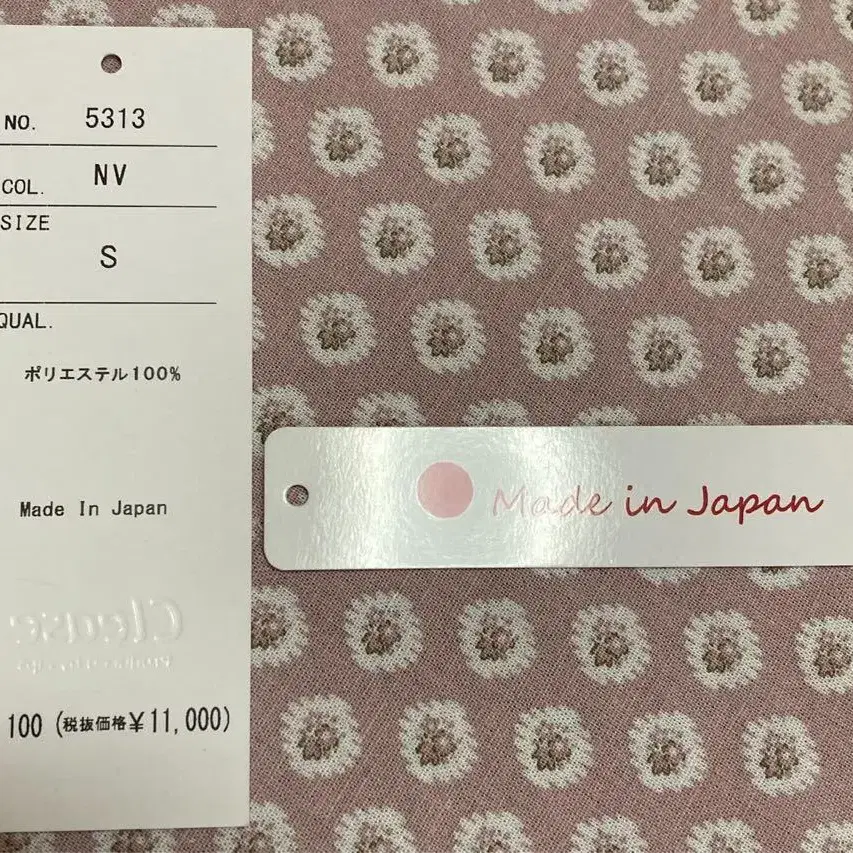 NO. 5313
COL. NV
SIZE
S
QUAL.
ポリエステル100%
Made In Japan
100 (税抜価格¥11,000)
Made in Japan